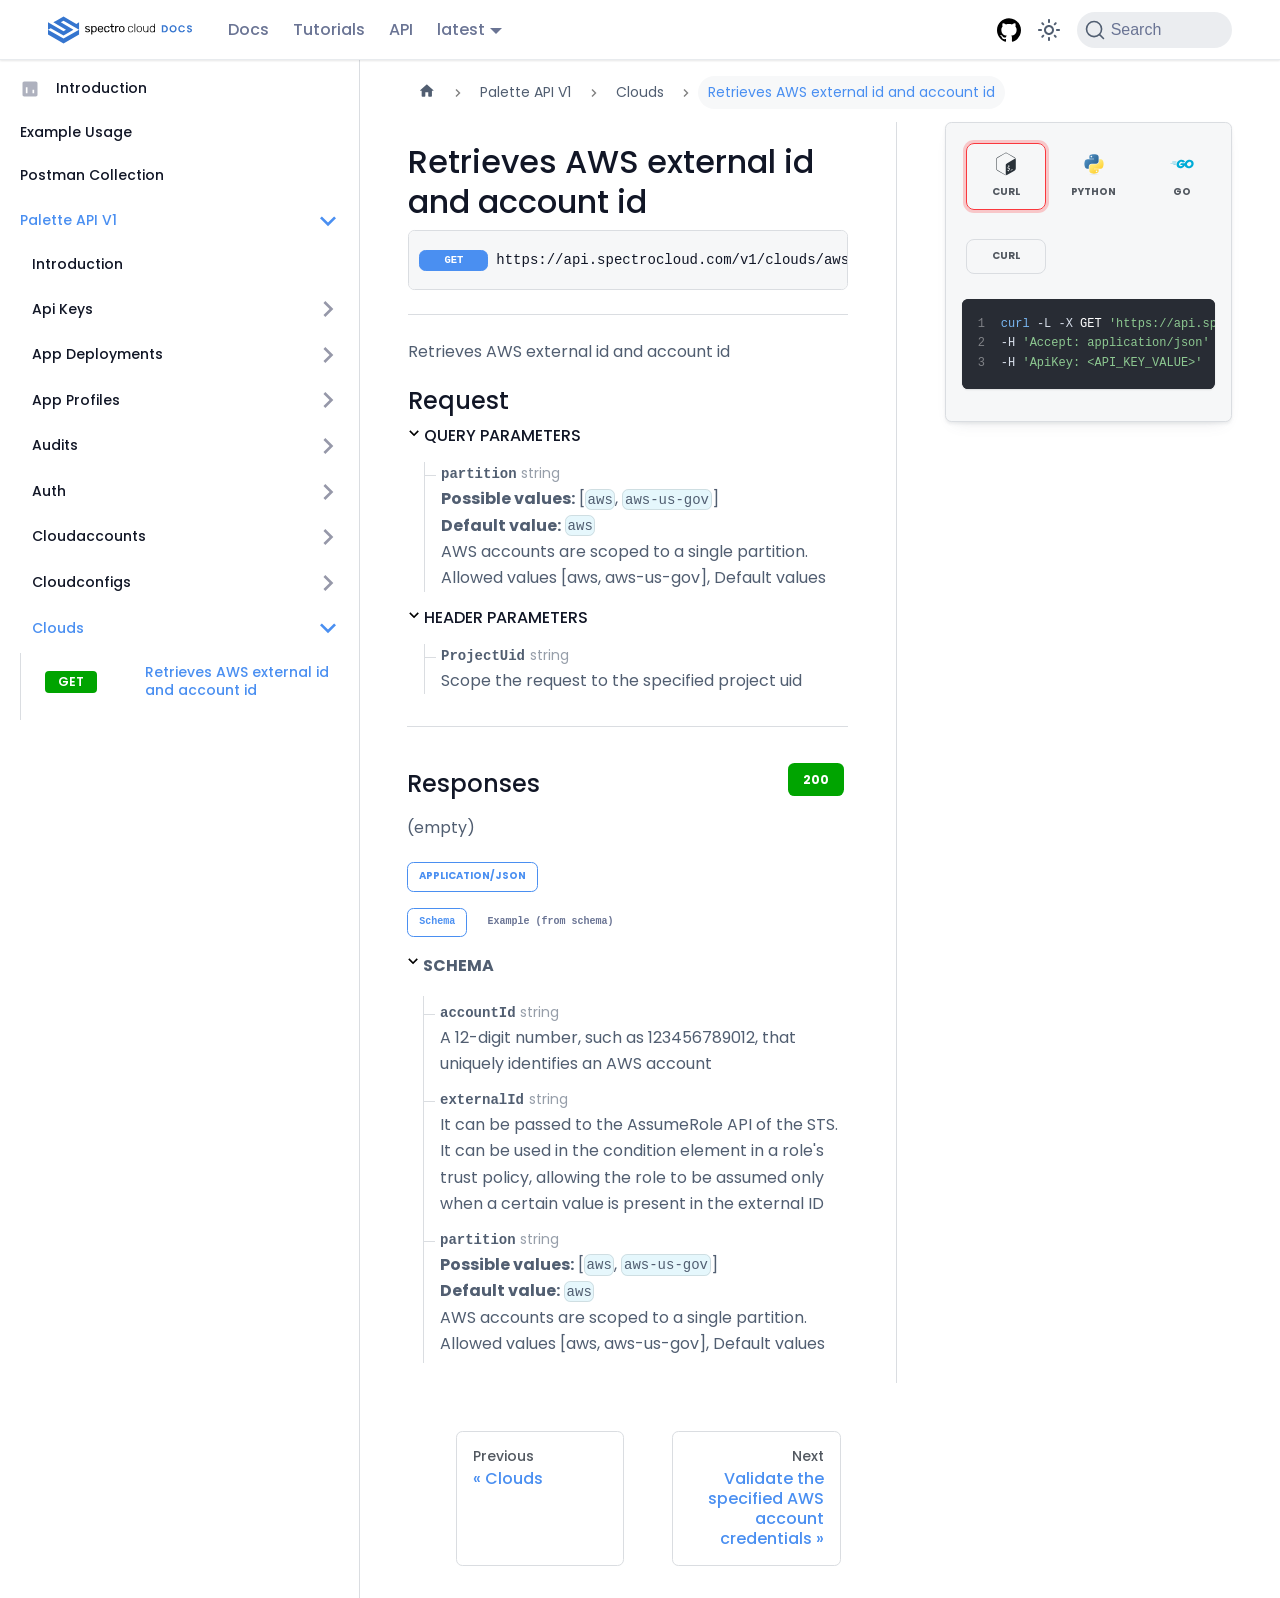 spectro cloud DOCS
Docs
Tutorials
API
latest
Search
Introduction
Example Usage
Postman Collection
Palette API V1
Introduction
Api Keys
App Deployments
App Profiles
Audits
Auth
Cloudaccounts
Cloudconfigs
Clouds
GET
Retrieves AWS external id
and account id
Palette API V1
Clouds
Retrieves AWS external id and account id
Retrieves AWS external id
and account id
GET
https://api.spectrocloud.com/v1/clouds/aws
Retrieves AWS external id and account id
Request
QUERY PARAMETERS
partition string
Possible values: [aws, aws-us-gov]
Default value: aws
AWS accounts are scoped to a single partition.
Allowed values [aws, aws-us-gov], Default values
HEADER PARAMETERS
ProjectUid string
Scope the request to the specified project uid
Responses
200
(empty)
APPLICATION/JSON
Schema
Example (from schema)
SCHEMA
accountId string
A 12-digit number, such as 123456789012, that
uniquely identifies an AWS account
externalId string
It can be passed to the AssumeRole API of the STS.
It can be used in the condition element in a role's
trust policy, allowing the role to be assumed only
when a certain value is present in the external ID
partition string
Possible values: [aws, aws-us-gov]
Default value: aws
AWS accounts are scoped to a single partition.
Allowed values [aws, aws-us-gov], Default values
Previous
« Clouds
Next
Validate the
specified AWS
account
credentials »
CURL
PYTHON
GO
GO
CURL
1 curl -L -X GET 'https://api.sp
2 -H 'Accept: application/json'
3 -H 'ApiKey: <API_KEY_VALUE>'